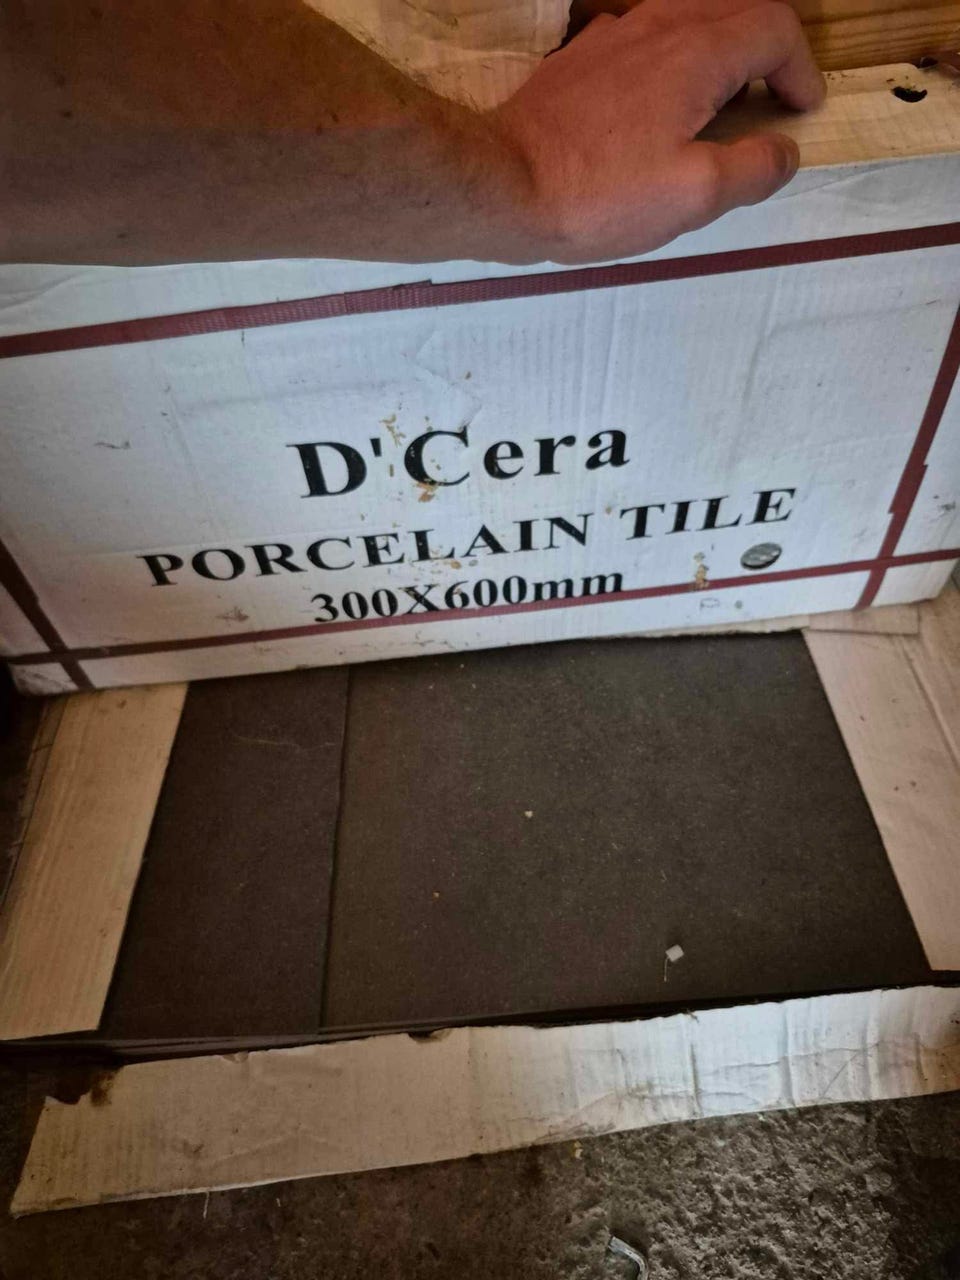 D'Cera
PORCELAIN TILE
300X600mm